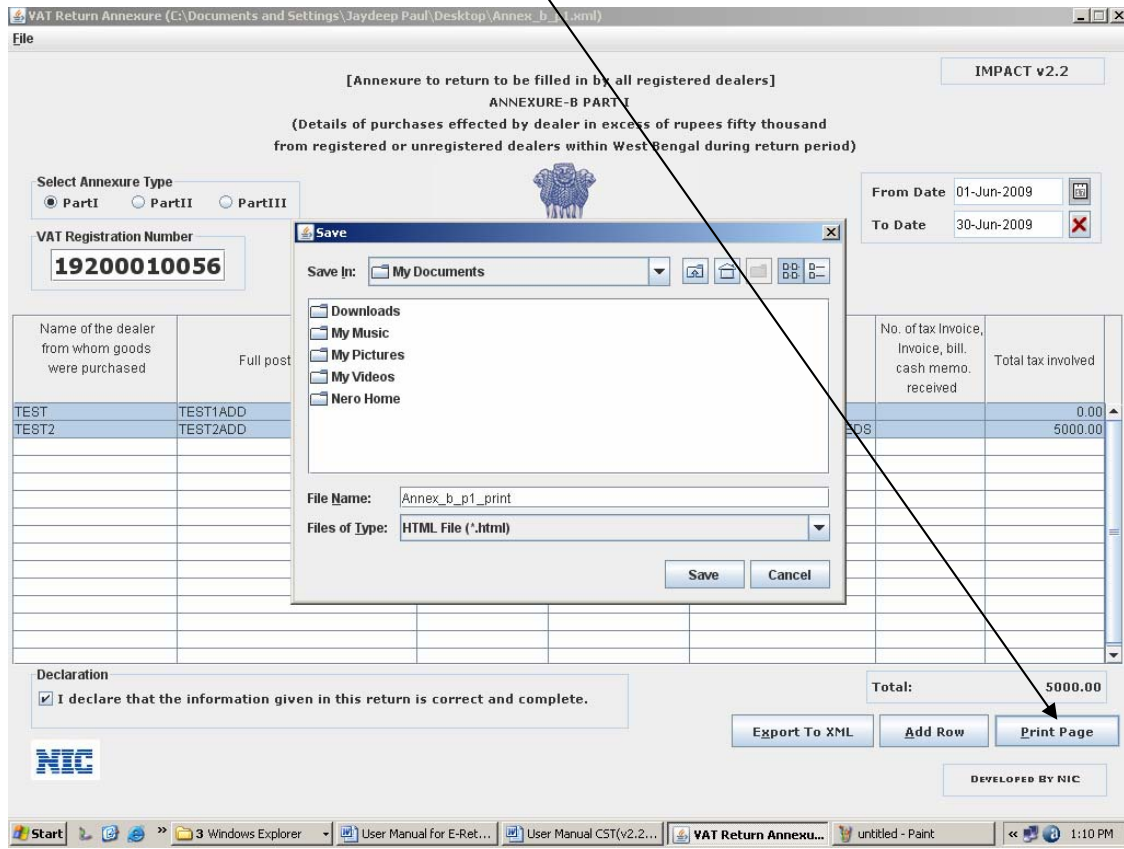 VAT Return Annexure (C:\Documents and Settings\Jaydeep Paul\Desktop\Annex_b_p1.xml)
File
IMPACT v2.2
[Annexure to return to be filled in by all registered dealers]
ANNEXURE-B PART I
(Details of purchases effected by dealer in excess of rupees fifty thousand
from registered or unregistered dealers within West Bengal during return period)
Select Annexure Type
PartI PartII PartIII
From Date 01-Jun-2009
To Date 30-Jun-2009
VAT Registration Number
19200010056
Save
Save In: My Documents
Downloads
My Music
My Pictures
My Videos
Nero Home
File Name: Annex_b_p1_print
Files of Type: HTML File (*.html)
Save Cancel
Name of the dealer
from whom goods
were purchased
Full post
No. of tax Invoice,
Invoice, bill.
cash memo.
received
Total tax involved
TEST TEST1ADD 0.00
TEST2 TEST2ADD EDS 5000.00
Declaration
I declare that the information given in this return is correct and complete.
Total: 5000.00
Export To XML Add Row Print Page
NIC
DEVELOPED BY NIC
Start 3 Windows Explorer User Manual for E-Ret... User Manual CST(v2.2... VAT Return Annexu... untitled - Paint 1:10 PM